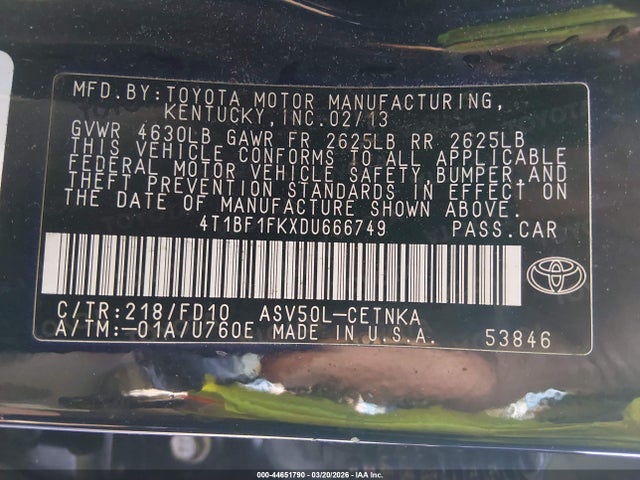 MFD.BY:TOYOTA MOTOR MANUFACTURING,
KENTUCKY,INC.02/13
GVWR 4630LB GAWR FR 2625LB RR 2625LB
THIS VEHICLE CONFORMS TO ALL APPLICABLE
FEDERAL MOTOR VEHICLE SAFETY,BUMPER,AND
THEFT PREVENTION STANDARDS IN EFFECT ON
THE DATE OF MANUFACTURE SHOWN ABOVE.
4T1BF1FKXDU666749 PASS.CAR
C/TR:218/FD10 ASV50L-CETNKA
A/TM:-01A/U760E MADE IN U.S.A. 53846
000-44651790 - 03/20/2026 - IAA Inc.